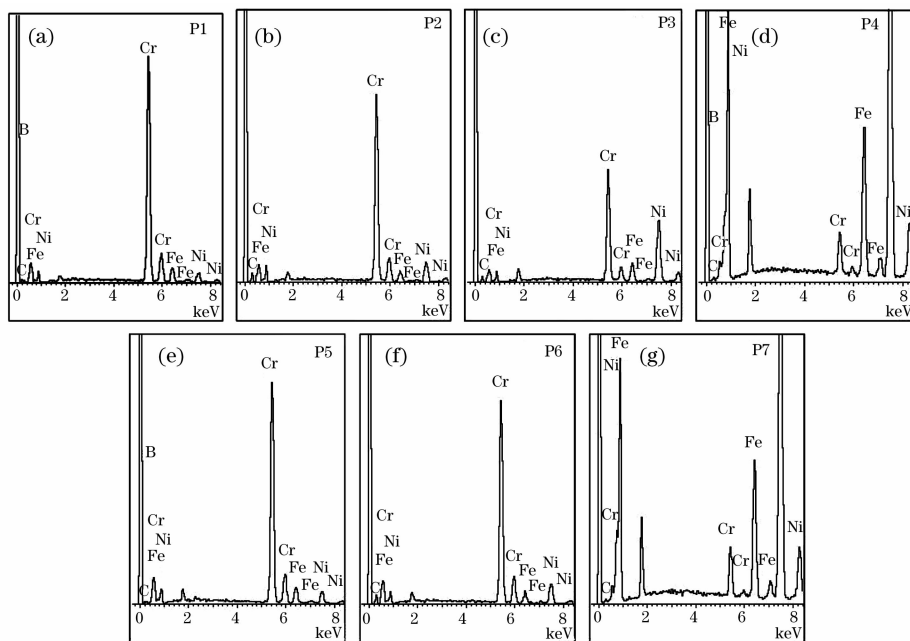 (a) P1
Cr
B
Cr
Ni
Fe
C
Cr
Fe
Fe
Ni
Ni
0 2 4 6 8
keV
(b) P2
Cr
Cr
Fe Ni
C
Cr
Fe
Fe
Ni
Ni
0 2 4 6 8
keV
(c) P3
Cr
Cr
Ni
Fe
C
Cr
Fe
Fe
Ni
Ni
0 2 4 6 8
keV
Fe (d) P4
Ni
B
Fe
Cr
C
Cr
Cr
Fe
Ni
0 2 4 6 8
keV
(e) P5
Cr
B
Cr
Ni
Fe
C
Cr
Fe
Fe
Ni
Ni
0 2 4 6 8
keV
(f) P6
Cr
Cr
Ni
Fe
C
Cr
Fe
Fe
Ni
Ni
0 2 4 6 8
keV
Fe (g) P7
Ni
Fe
Cr
C
Cr
Cr
Fe
Ni
0 2 4 6 8
keV